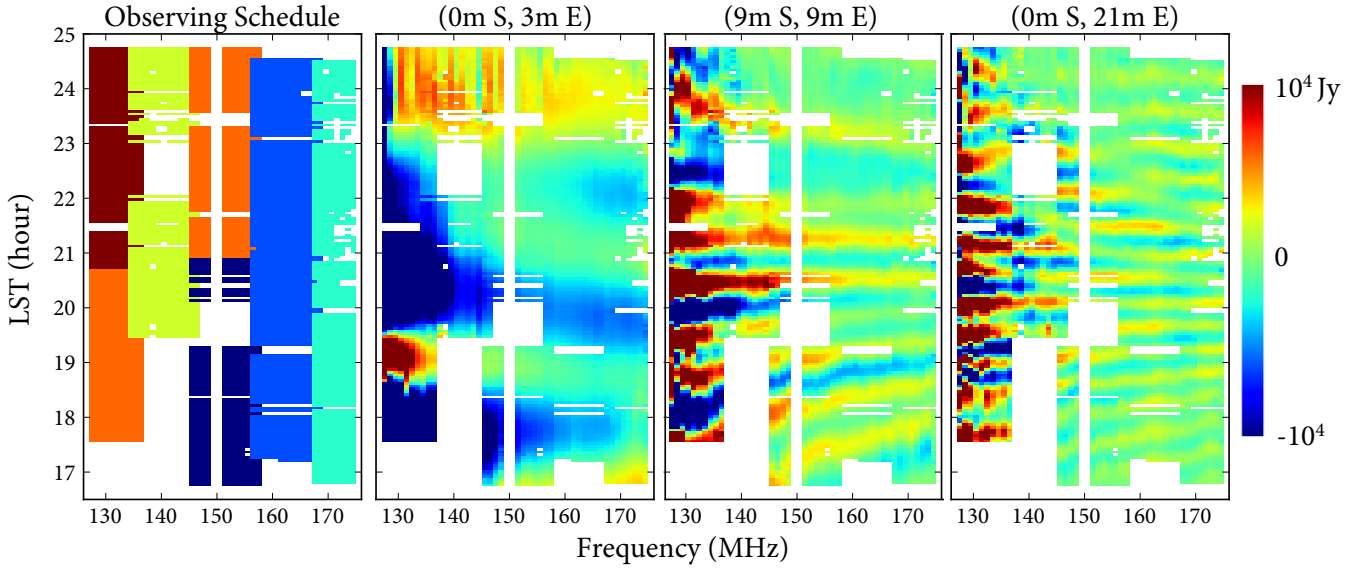 Observing Schedule
(0m S, 3m E)
(9m S, 9m E)
(0m S, 21m E)
LST (hour)
25
24
23
22
21
20
19
18
17
130 140 150 160 170
130 140 150 160 170
130 140 150 160 170
130 140 150 160 170
Frequency (MHz)
10⁴ Jy
0
-10⁴